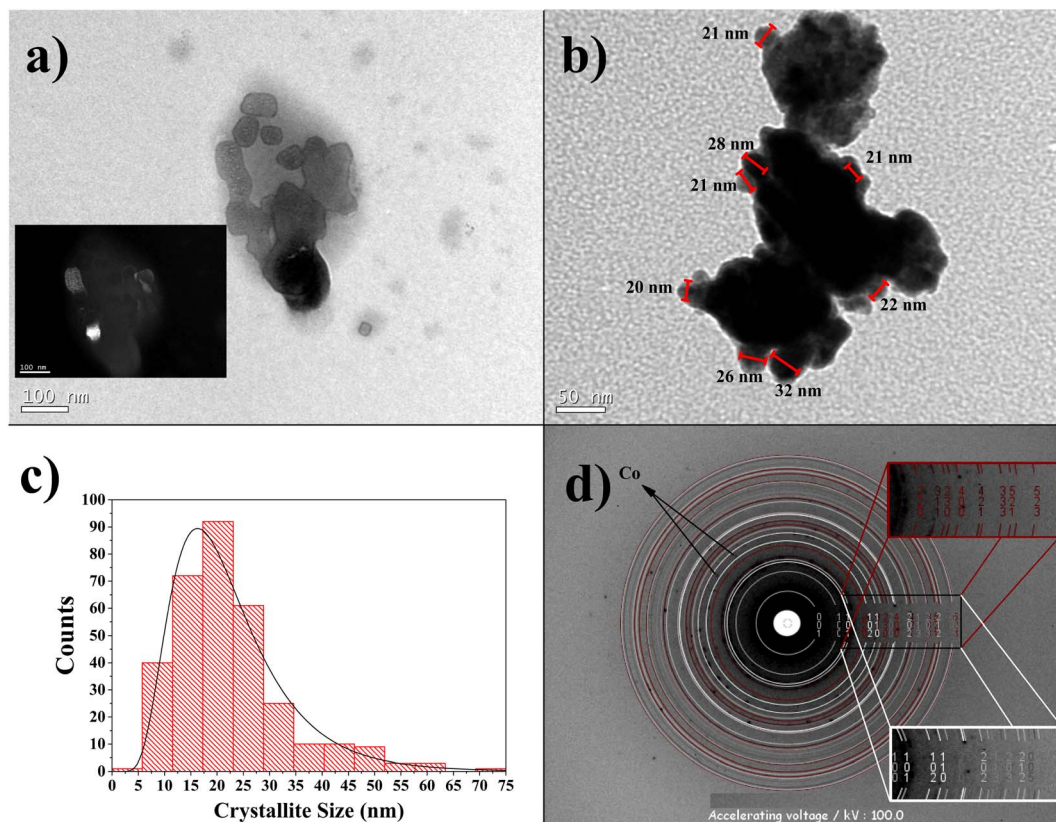 a)
100 nm
100 nm
b)
21 nm
28 nm
21 nm
21 nm
20 nm
22 nm
26 nm
32 nm
50 nm
c)
100
90
80
70
60
50
40
30
20
10
0
Counts
0 5 10 15 20 25 30 35 40 45 50 55 60 65 70 75
Crystallite Size (nm)
d)
Co
Accelerating voltage / kV : 100.0